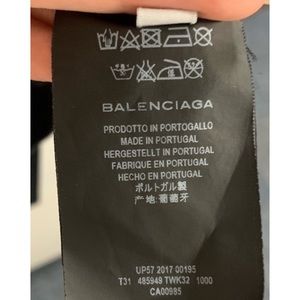 BALENCIAGA
PRODOTTO IN PORTOGALLO
MADE IN PORTUGAL
HERGESTELLT IN PORTUGAL
FABRIQUE EN PORTUGAL
HECHO EN PORTUGAL
ポルトガル製
产地:葡萄牙
UP57 2017 00195
T31 485949 TWK32 1000
CA00985